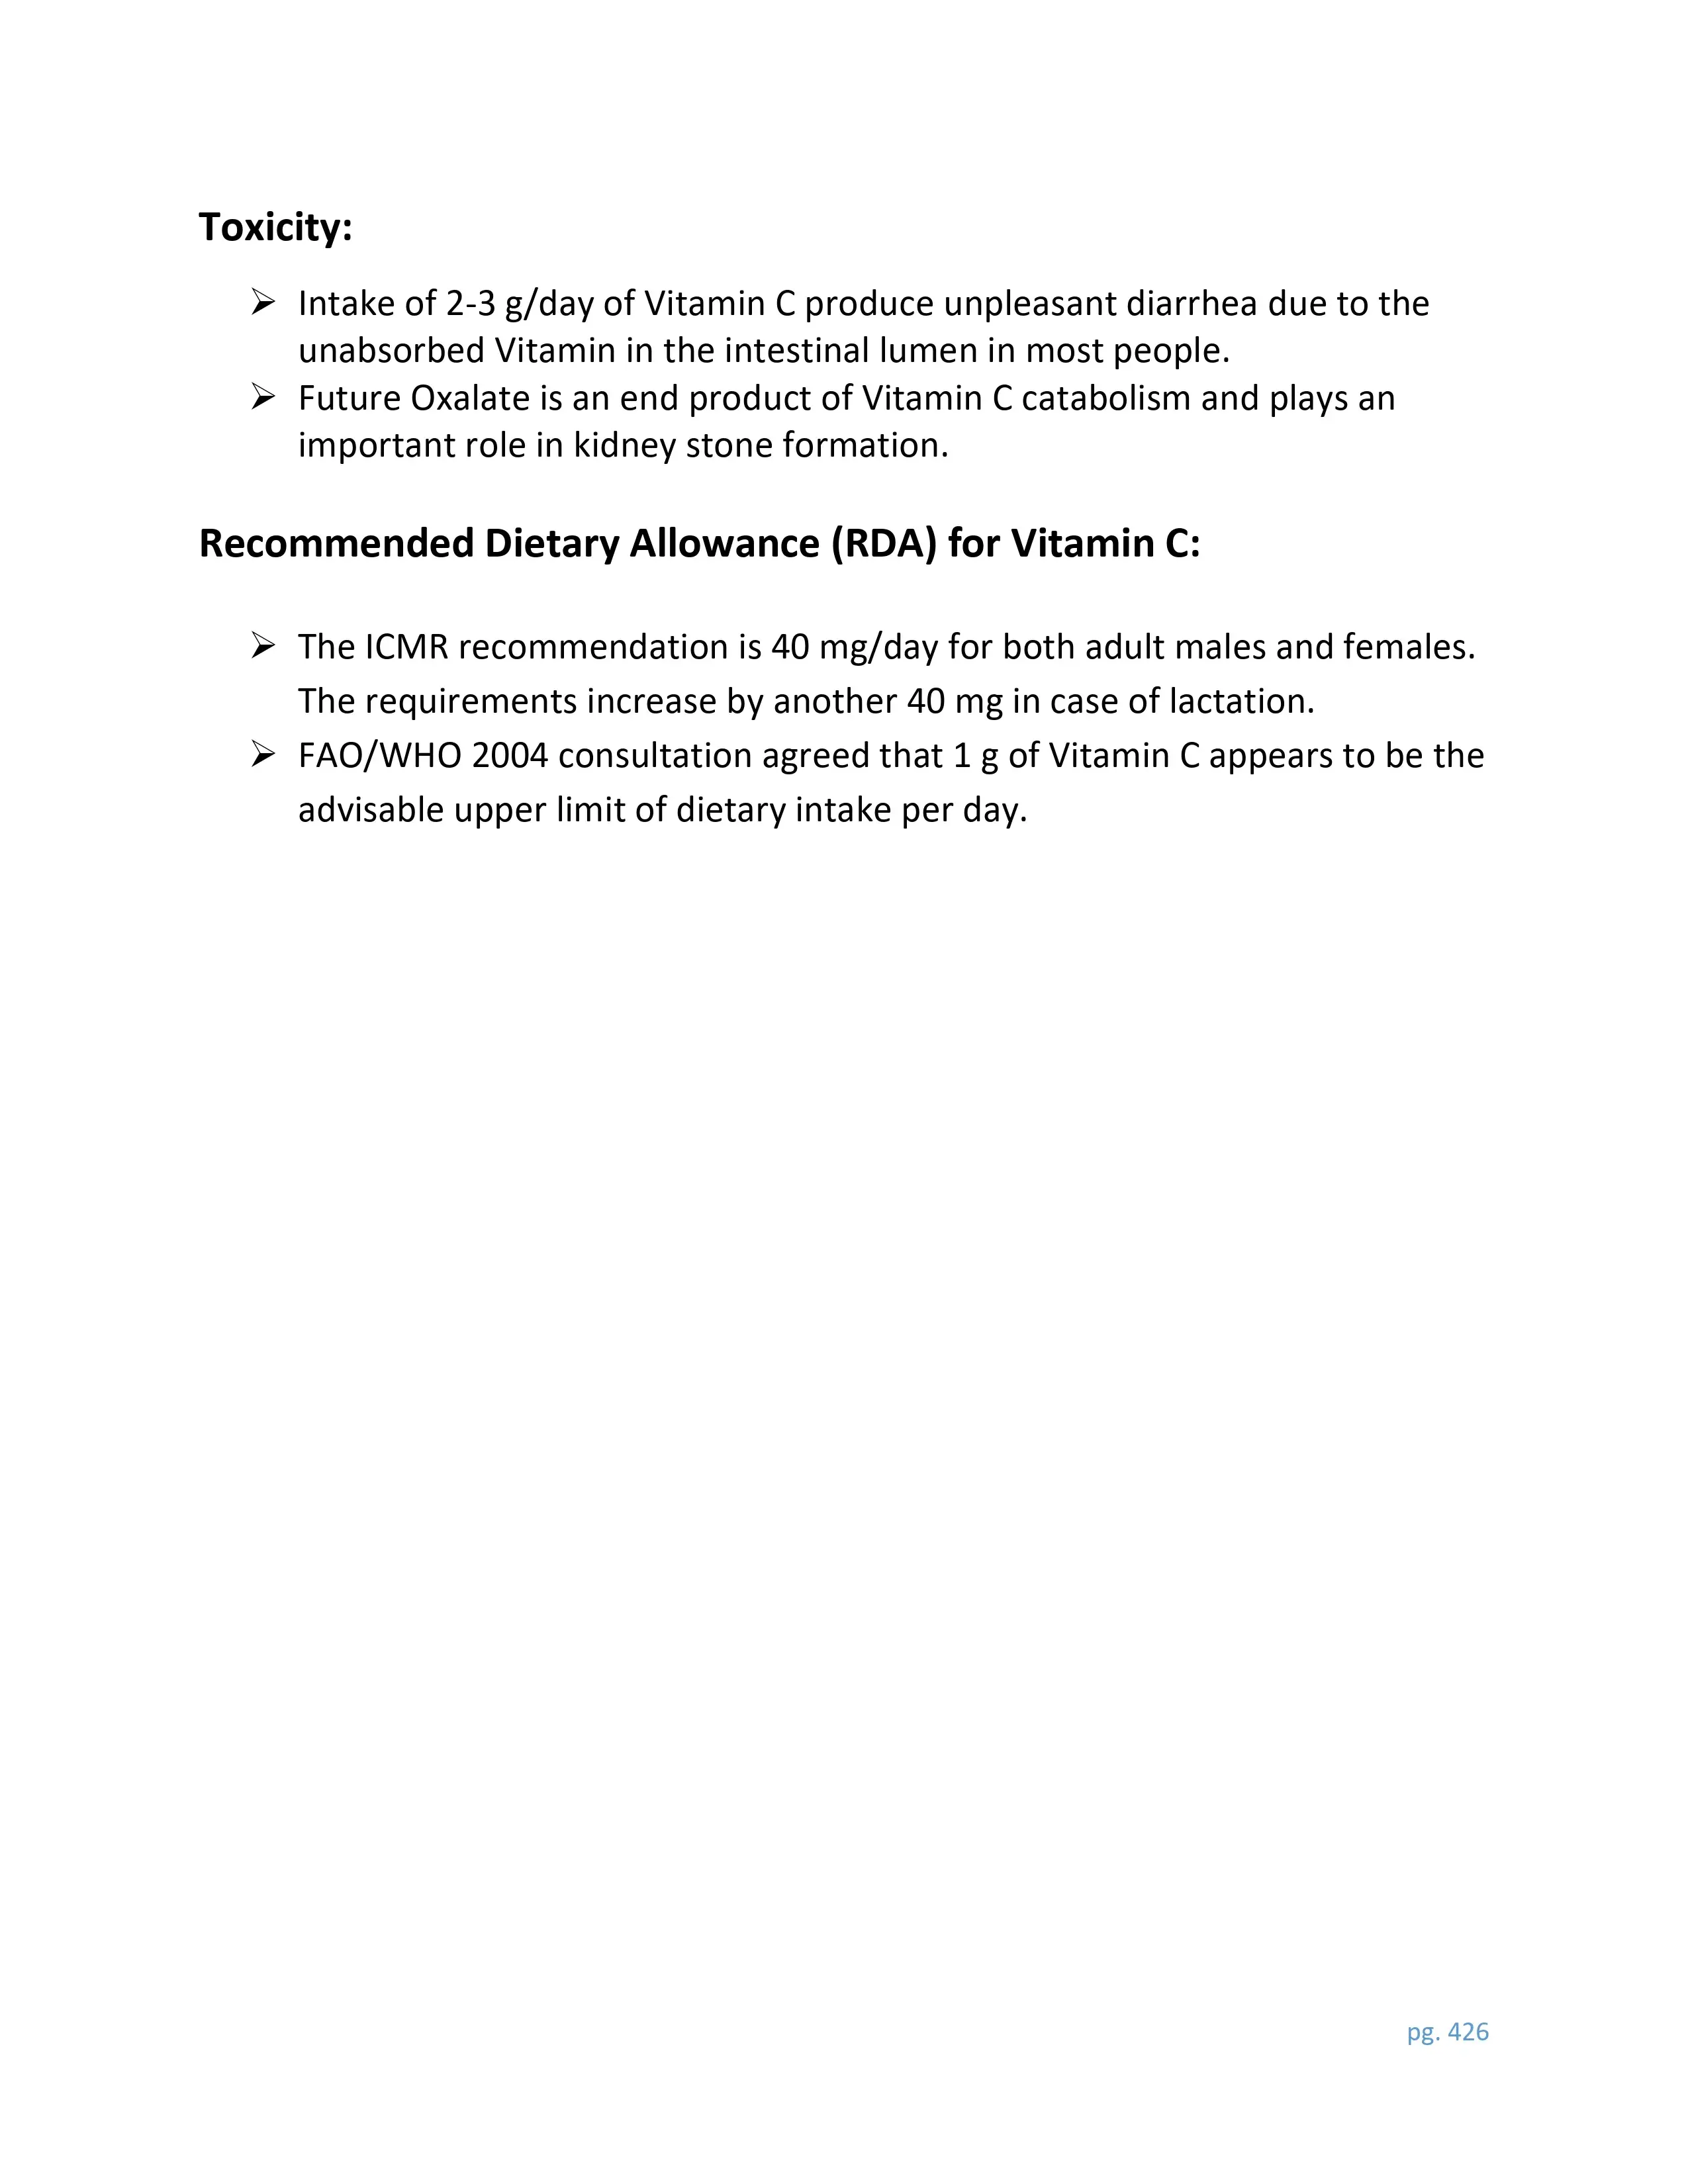 Toxicity:
➢ Intake of 2-3 g/day of Vitamin C produce unpleasant diarrhea due to the
unabsorbed Vitamin in the intestinal lumen in most people.
➢ Future Oxalate is an end product of Vitamin C catabolism and plays an
important role in kidney stone formation.
Recommended Dietary Allowance (RDA) for Vitamin C:
➢ The ICMR recommendation is 40 mg/day for both adult males and females.
The requirements increase by another 40 mg in case of lactation.
➢ FAO/WHO 2004 consultation agreed that 1 g of Vitamin C appears to be the
advisable upper limit of dietary intake per day.
pg. 426